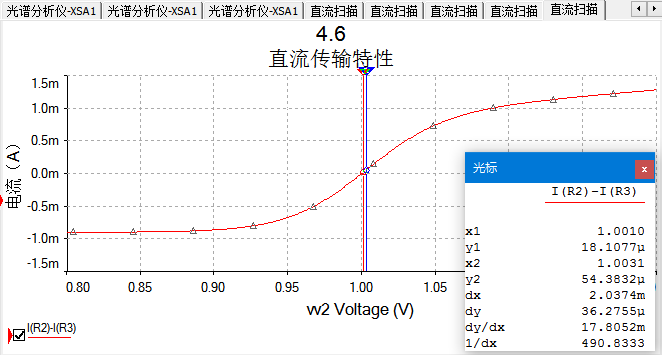 光谱分析仪-XSA1 光谱分析仪-XSA1 光谱分析仪-XSA1 直流扫描 直流扫描 直流扫描 直流扫描 直流扫描
4.6
直流传输特性
1.5m
1.0m
0.5m
0.0m
-0.5m
-1.0m
-1.5m
电流（A）
0.80 0.85 0.90 0.95 1.00 1.05
vv2 Voltage (V)
I(R2)-I(R3)
光标 x
I(R2)-I(R3)
x1 1.0010
y1 18.1077μ
x2 1.0031
y2 54.3832μ
dx 2.0374m
dy 36.2755μ
dy/dx 17.8052m
1/dx 490.8333